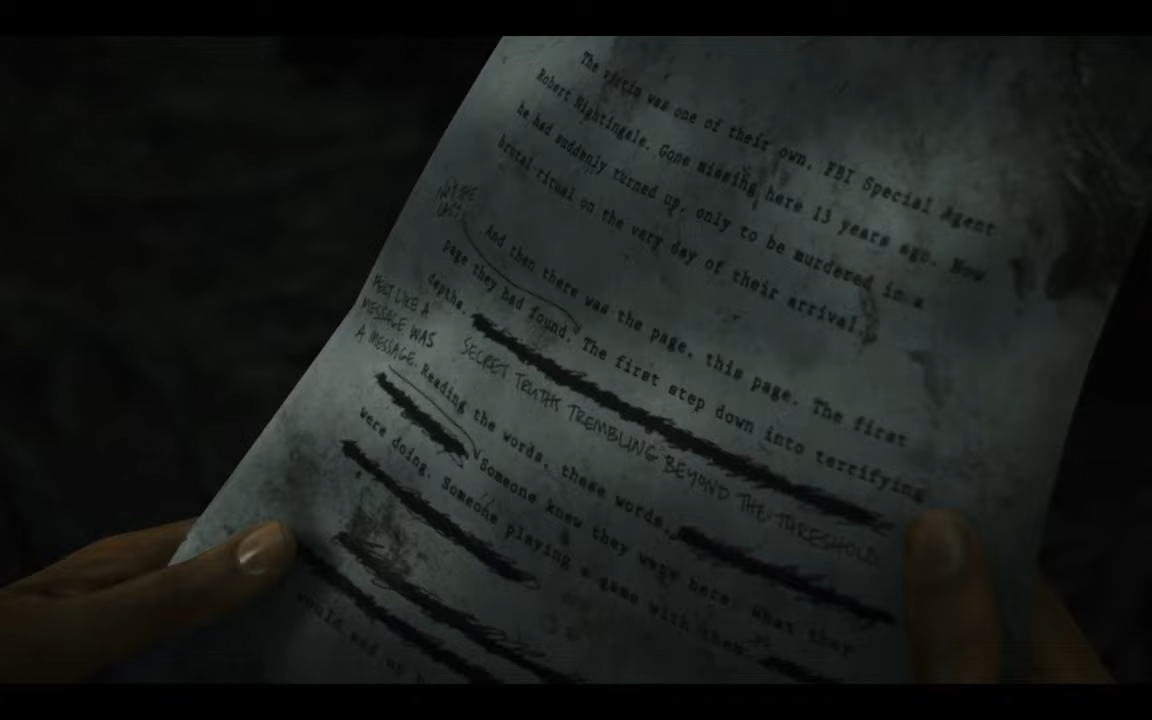 The victim was one of their own. FBI Special Agent
Robert Nightingale. Gone missing here 13 years ago. Now
he had suddenly turned up, only to be murdered in a
brutal ritual on the very day of their arrival.
NOT THE
LAST
And then there was the page, this page. The first
page they had found. The first step down into terrifying
depths.
SECRET TRUTHS TREMBLING BEYOND THE THRESHOLD.
FELT LIKE A
MESSAGE WAS
A MESSAGE.
Reading the words, these words,
Someone knew they were here, what they
were doing. Someone playing a game with them
would